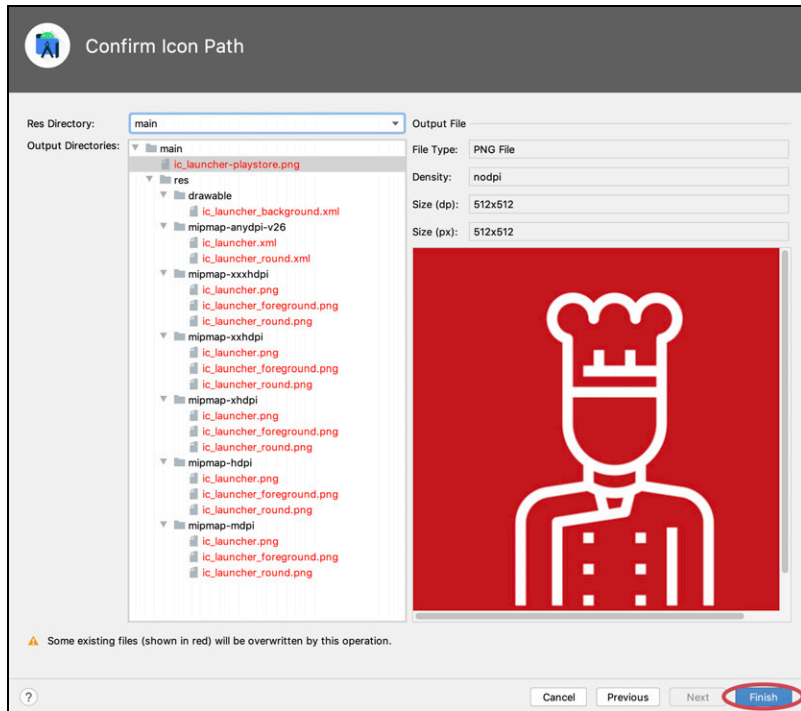 Confirm Icon Path
Res Directory: main
Output Directories:
main
ic_launcher-playstore.png
res
drawable
ic_launcher_background.xml
mipmap-anydpi-v26
ic_launcher.xml
ic_launcher_round.xml
mipmap-xxxhdpi
ic_launcher.png
ic_launcher_foreground.png
ic_launcher_round.png
mipmap-xxhdpi
ic_launcher.png
ic_launcher_foreground.png
ic_launcher_round.png
mipmap-xhdpi
ic_launcher.png
ic_launcher_foreground.png
ic_launcher_round.png
mipmap-hdpi
ic_launcher.png
ic_launcher_foreground.png
ic_launcher_round.png
mipmap-mdpi
ic_launcher.png
ic_launcher_foreground.png
ic_launcher_round.png
Output File
File Type: PNG File
Density: nodpi
Size (dp): 512x512
Size (px): 512x512
Some existing files (shown in red) will be overwritten by this operation.
? Cancel Previous Next Finish